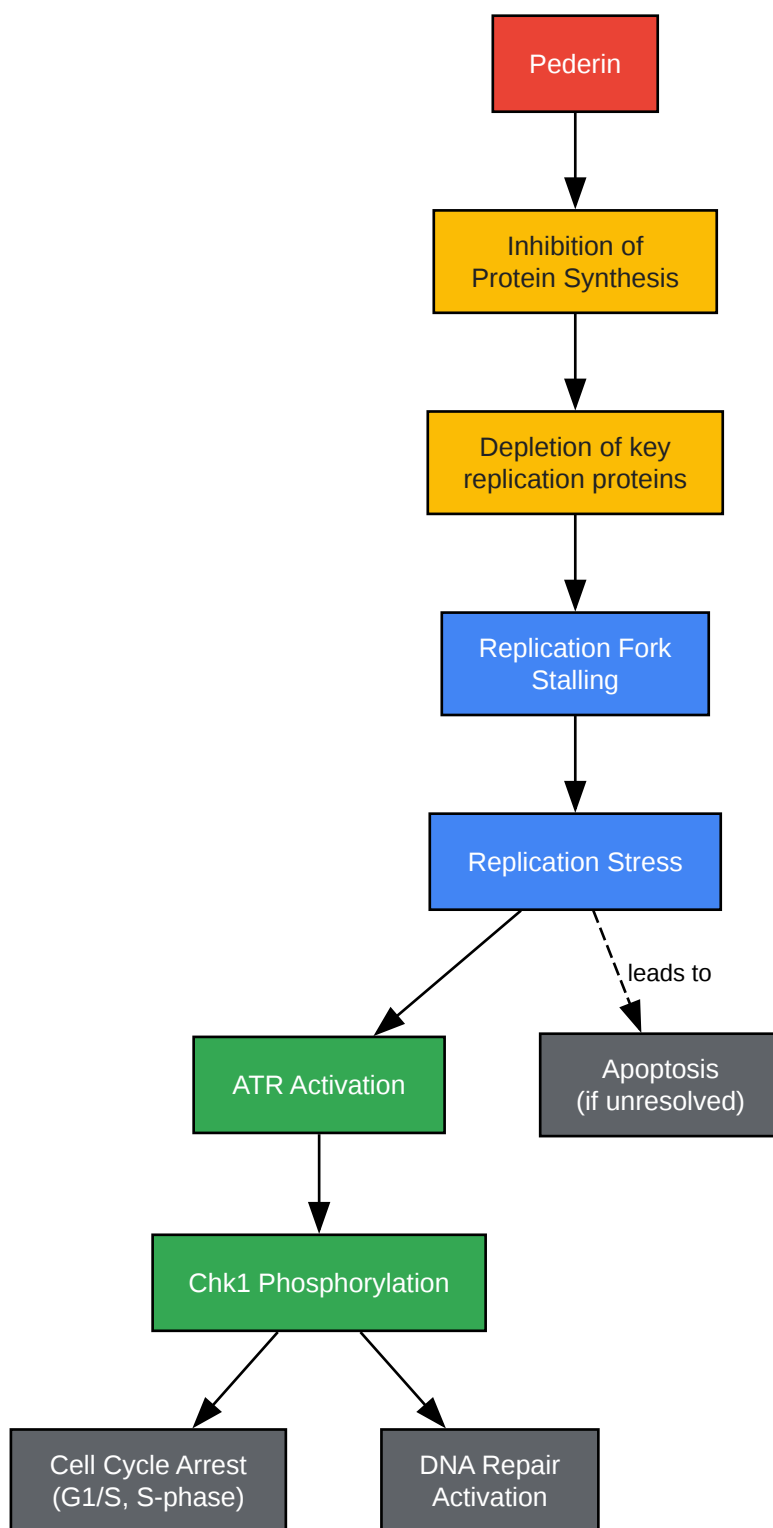 Pederin
Inhibition of
Protein Synthesis
Depletion of key
replication proteins
Replication Fork
Stalling
Replication Stress
leads to
ATR Activation
Apoptosis
(if unresolved)
Chk1 Phosphorylation
Cell Cycle Arrest
(G1/S, S-phase)
DNA Repair
Activation